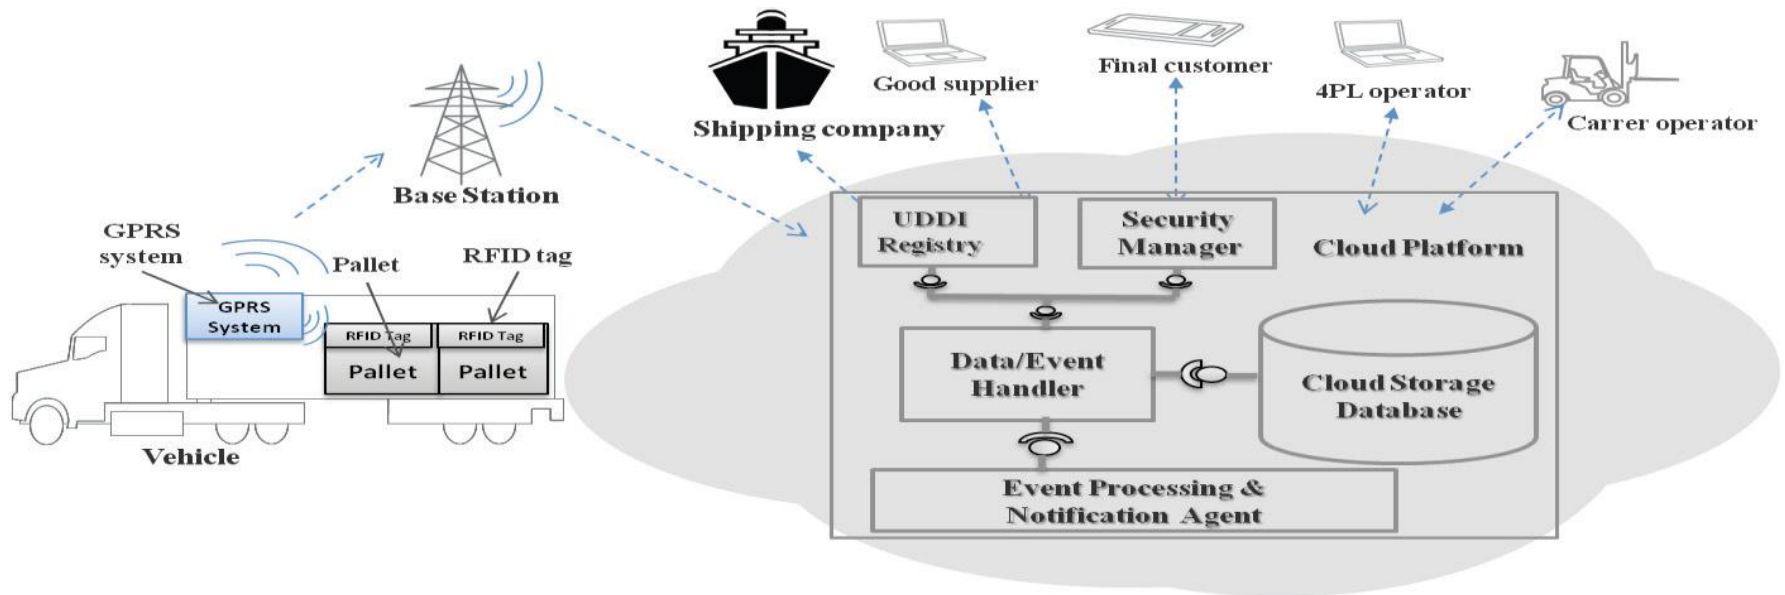 Shipping company
Good supplier
Final customer
4PL operator
Carrer operator
Base Station
GPRS
system
Pallet
RFID tag
GPRS
System
RFID Tag
RFID Tag
Pallet
Pallet
Vehicle
UDDI
Registry
Security
Manager
Cloud Platform
Data/Event
Handler
Cloud Storage
Database
Event Processing &
Notification Agent